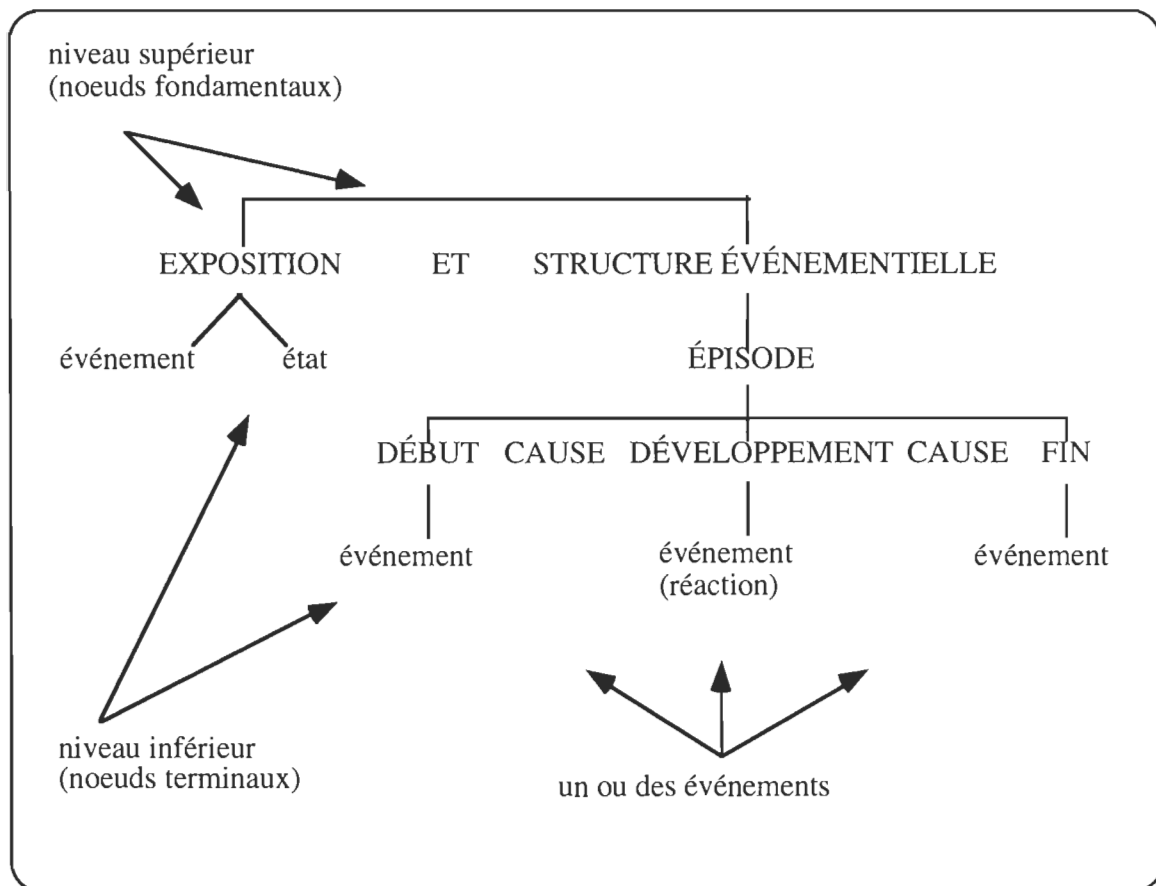 niveau supérieur
(noeuds fondamentaux)
EXPOSITION ET STRUCTURE ÉVÉNEMENTIELLE
événement état
ÉPISODE
DÉBUT CAUSE DÉVELOPPEMENT CAUSE FIN
événement événement événement
(réaction)
niveau inférieur
(noeuds terminaux)
un ou des événements